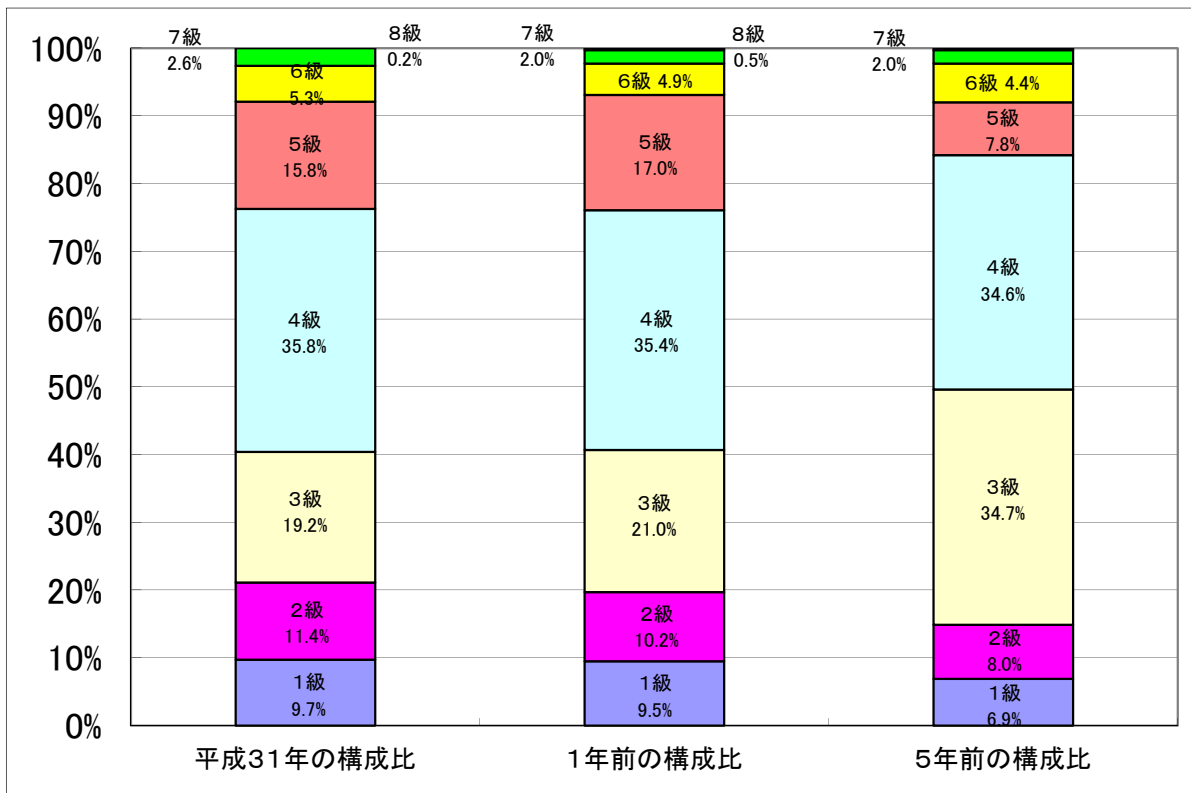 100%
90%
80%
70%
60%
50%
40%
30%
20%
10%
0%
７級
2.6%
８級
0.2%
６級
5.3%
５級
15.8%
４級
35.8%
３級
19.2%
２級
11.4%
１級
9.7%
平成31年の構成比
７級
2.0%
８級
0.5%
６級 4.9%
５級
17.0%
４級
35.4%
３級
21.0%
２級
10.2%
１級
9.5%
１年前の構成比
７級
2.0%
６級 4.4%
５級
7.8%
４級
34.6%
３級
34.7%
２級
8.0%
１級
6.9%
５年前の構成比